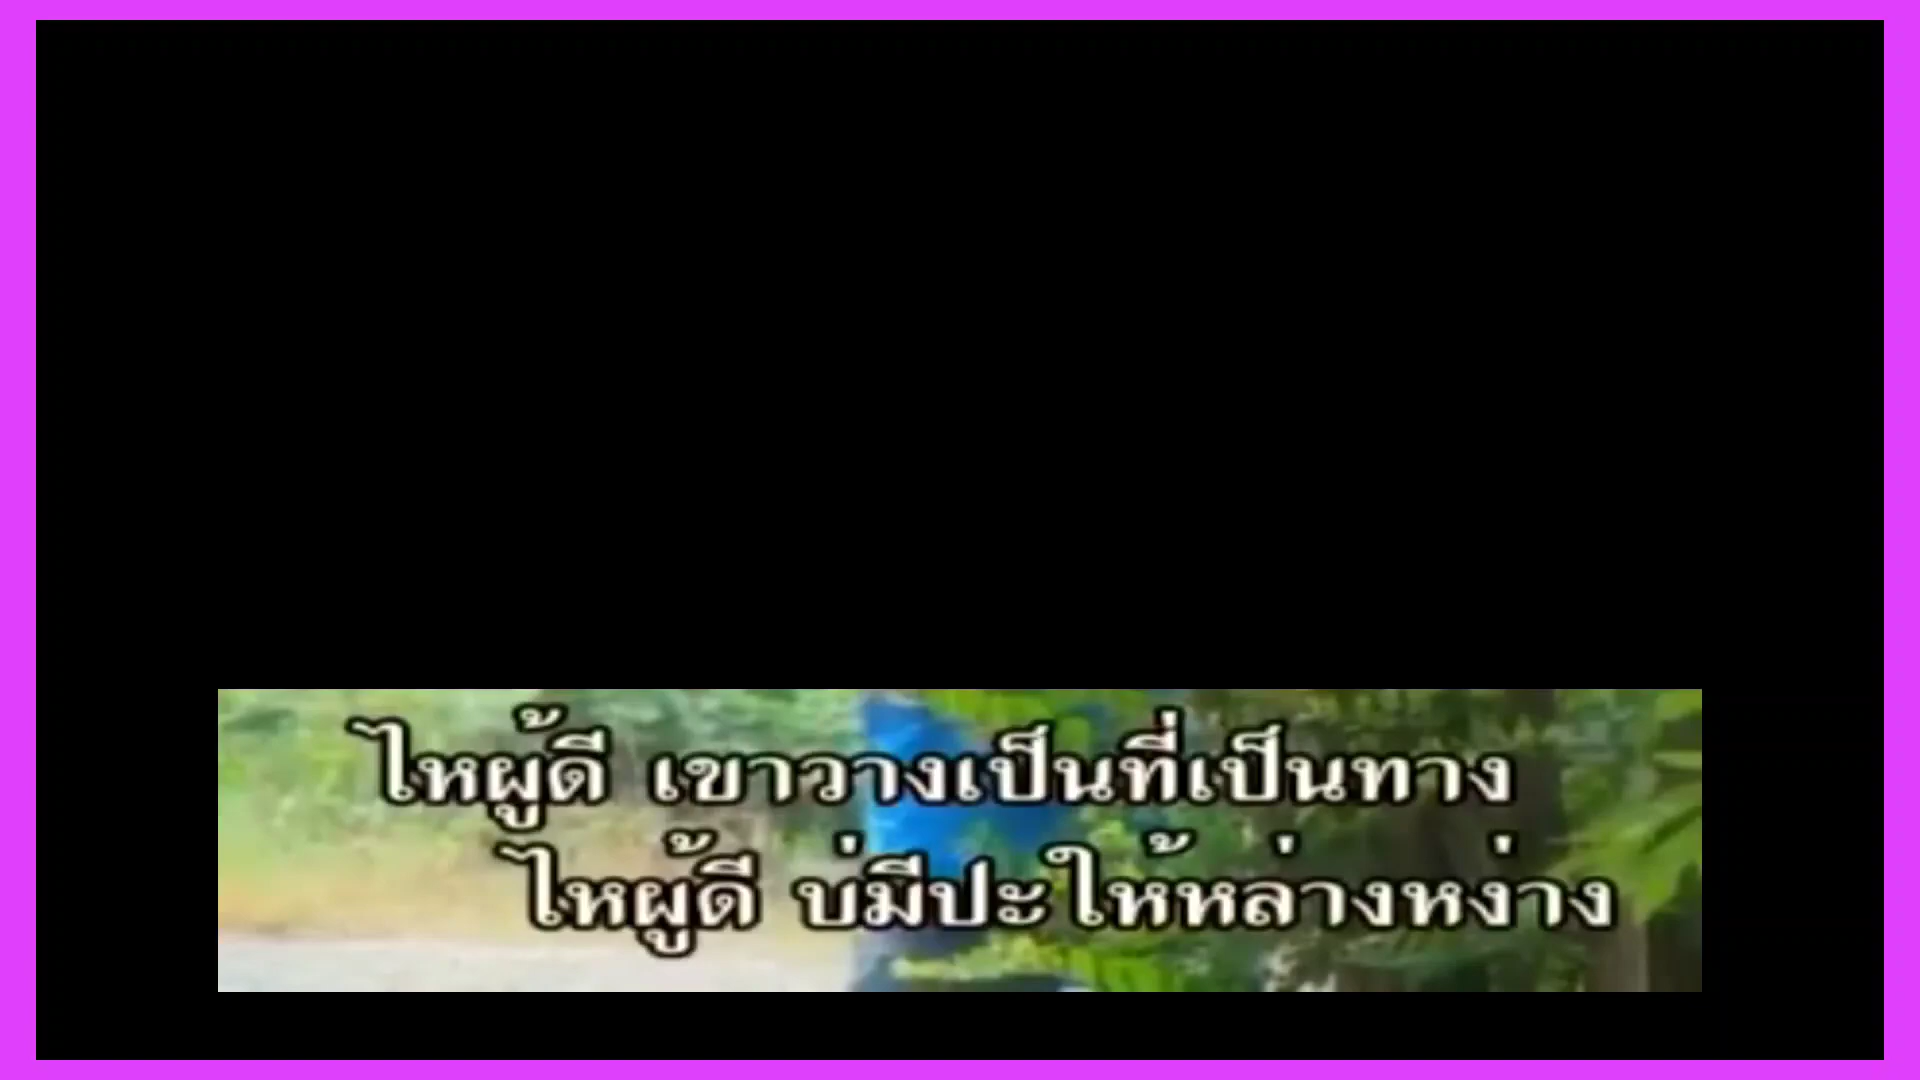 ไหผู้ดี เขาวางเป็นที่เป็นทาง
ไหผู้ดี บ่มีปะให้หล่างหง่าง